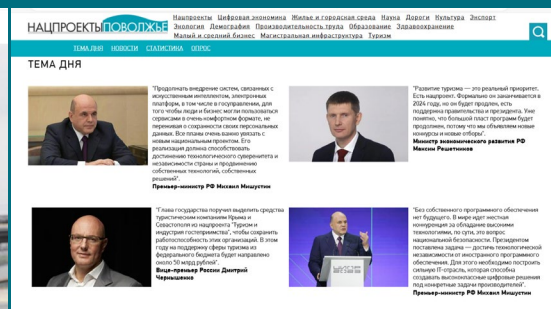 НАЦПРОЕКТЫ ПОВОЛЖЬЕ
Нацпроекты Цифровая экономика Жилье и городская среда Наука Дороги Культура Экспорт
Экология Демография Производительность труда Образование Здравоохранение
Малый и средний бизнес Магистральная инфраструктура Туризм
ТЕМА ДНЯ НОВОСТИ СТАТИСТИКА ОПРОС
ТЕМА ДНЯ
"Продолжать внедрение систем, связанных с
искусственным интеллектом, электронных
платформ, в том числе в госуправлении, для
того чтобы люди и бизнес могли пользоваться
сервисами в очень комфортном формате, не
переживая о сохранности своих персональных
данных. Все планы очень важно увязать с
новым национальным проектом. Его
реализация должна способствовать
достижению технологического суверенитета и
независимости страны и продвижению
собственных технологий, собственных
решений".
Премьер-министр РФ Михаил Мишустин
"Развитие туризма — это реальный приоритет.
Есть нацпроект. Формально он заканчивается в
2024 году, но он будет продлен, есть
поддержка правительства и президента. Уже
понятно, что большой пласт программ будет
продолжен, потому что мы объявляем новые
конкурсы и новые отборы".
Министр экономического развития РФ
Максим Решетников
"Глава государства поручил выделить средства
туристическим компаниям Крыма и
Севастополя из нацпроекта "Туризм и
индустрия гостеприимства", чтобы сохранить
работоспособность этих организаций. В этом
году на поддержку сферы туризма из
федерального бюджета будет направлено
около 50 млрд рублей".
Вице-премьер России Дмитрий
Чернышенко
"Без собственного программного обеспечения
нет будущего. В мире идет жесткая
конкуренция за обладание высокими
технологиями, по сути, это вопрос
национальной безопасности. Президентом
поставлена задача — достичь технологической
независимости от иностранного программного
обеспечения. Для этого необходимо построить
сильную IT-отрасль, которая способна
создавать высококлассные цифровые решения
под конкретные задачи производителей".
Премьер-министр РФ Михаил Мишустин